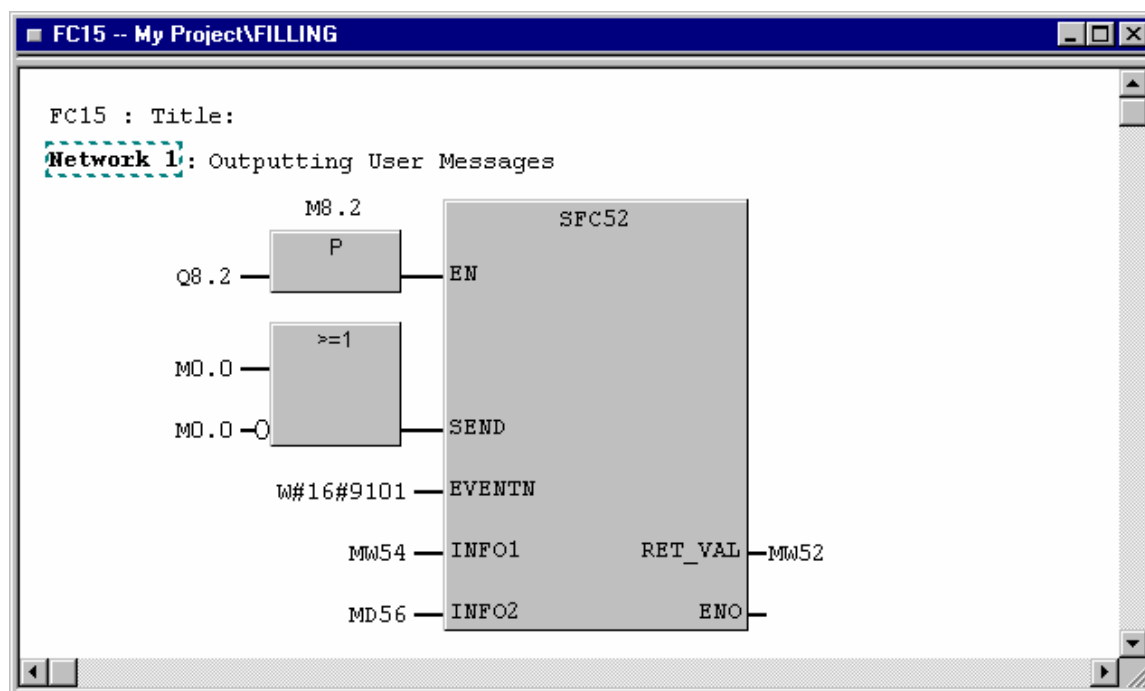 FC15 -- My Project\FILLING
FC15 : Title:
Network 1: Outputting User Messages
M8.2
SFC52
P
Q8.2
EN
>=1
M0.0
M0.0
SEND
W#16#9101
EVENTN
MW54
INFO1
RET_VAL
MW52
MD56
INFO2
ENO